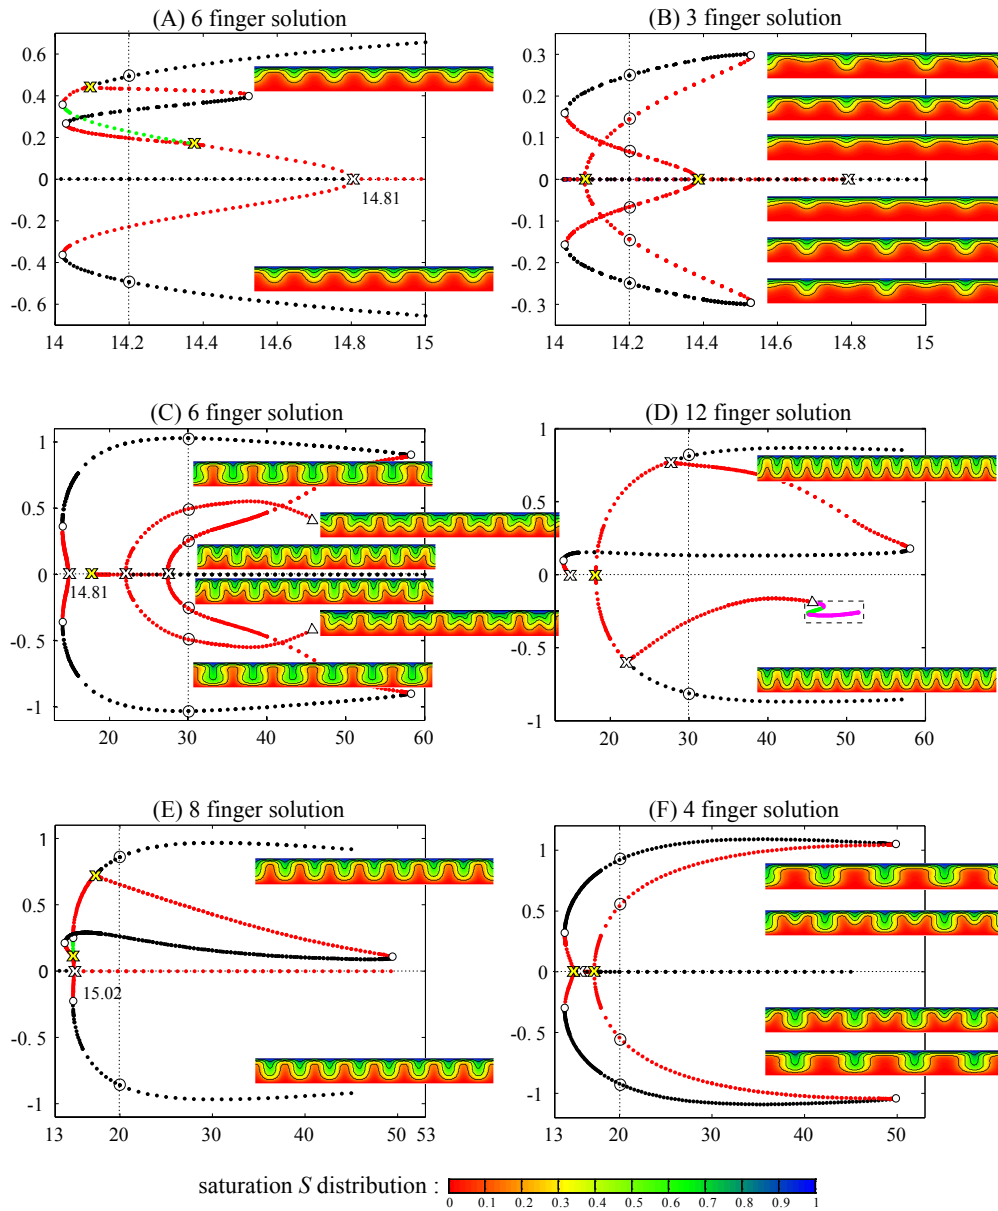 (A) 6 finger solution
0.6
0.4
0.2
0
-0.2
-0.4
-0.6
14.81
14 14.2 14.4 14.6 14.8 15
(B) 3 finger solution
0.3
0.2
0.1
0
-0.1
-0.2
-0.3
14 14.2 14.4 14.6 14.8 15
(C) 6 finger solution
1
0.5
0
-0.5
-1
14.81
20 30 40 50 60
(D) 12 finger solution
1
0.5
0
-0.5
-1
20 30 40 50 60
(E) 8 finger solution
1
0.5
0
-0.5
-1
15.02
13 20 30 40 50 53
(F) 4 finger solution
1
0.5
0
-0.5
-1
13 20 30 40 50
saturation S distribution :
0 0.1 0.2 0.3 0.4 0.5 0.6 0.7 0.8 0.9 1